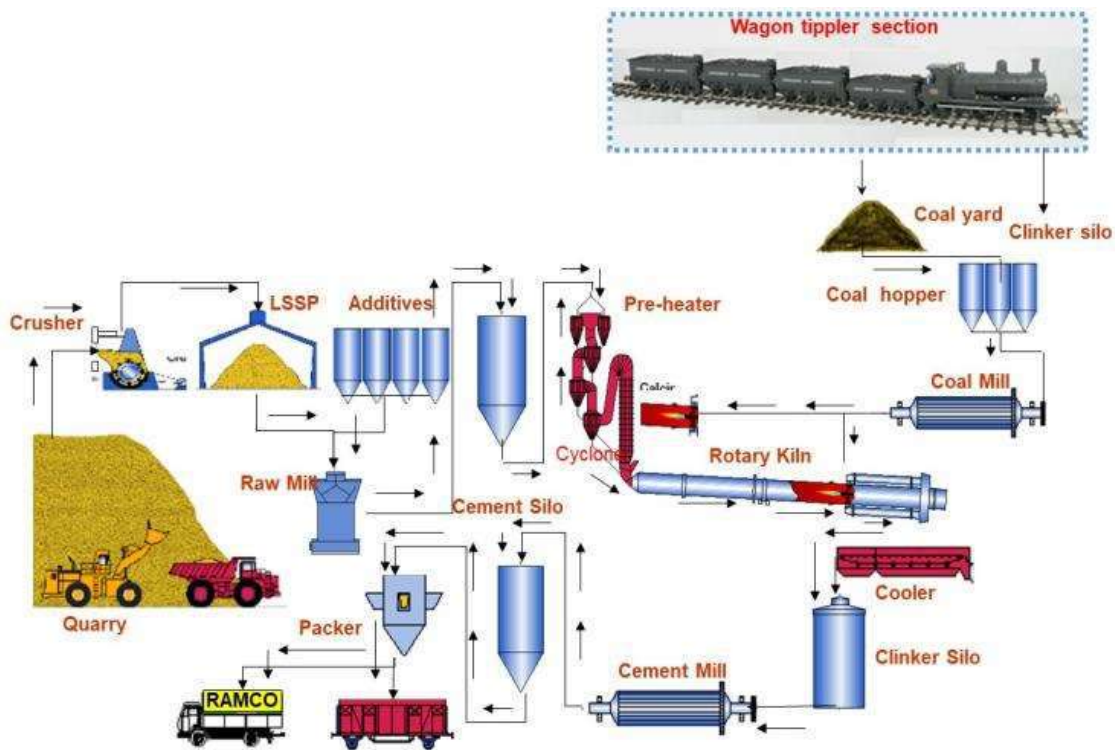 Wagon tippler section
Coal yard
Clinker silo
Coal hopper
LSSP
Additives
Crusher
Pre-heater
Coal Mill
Cyclone
Rotary Kiln
Raw Mill
Cement Silo
Cooler
Quarry
Packer
Clinker Silo
Cement Mill
RAMCO